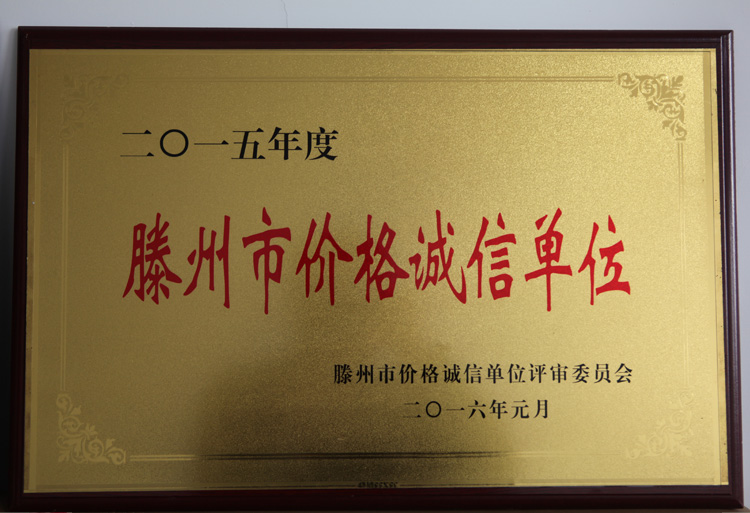 二〇一五年度
滕州市价格诚信单位
滕州市价格诚信单位评审委员会
二〇一六年元月